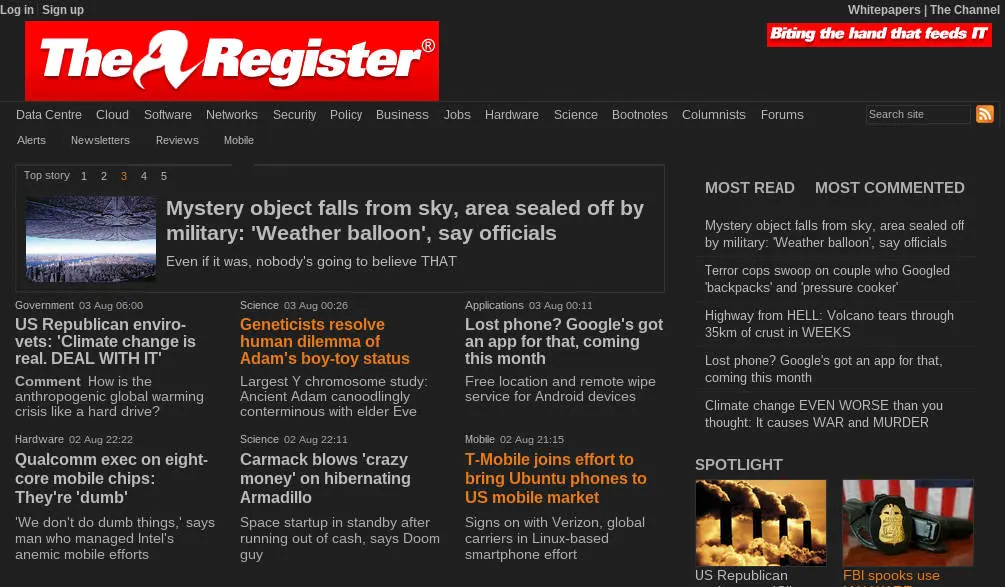 Log in Sign up
Whitepapers | The Channel
The Register®
Biting the hand that feeds IT
Data Centre Cloud Software Networks Security Policy Business Jobs Hardware Science Bootnotes Columnists Forums
Search site
Alerts Newsletters Reviews Mobile
Top story 1 2 3 4 5
Mystery object falls from sky, area sealed off by
military: 'Weather balloon', say officials
Even if it was, nobody's going to believe THAT
Government 03 Aug 06:00
US Republican enviro-
vets: 'Climate change is
real. DEAL WITH IT'
Comment How is the
anthropogenic global warming
crisis like a hard drive?
Science 03 Aug 00:26
Geneticists resolve
human dilemma of
Adam's boy-toy status
Largest Y chromosome study:
Ancient Adam canoodlingly
conterminous with elder Eve
Applications 03 Aug 00:11
Lost phone? Google's got
an app for that, coming
this month
Free location and remote wipe
service for Android devices
Hardware 02 Aug 22:22
Qualcomm exec on eight-
core mobile chips:
They're 'dumb'
'We don't do dumb things,' says
man who managed Intel's
anemic mobile efforts
Science 02 Aug 22:11
Carmack blows 'crazy
money' on hibernating
Armadillo
Space startup in standby after
running out of cash, says Doom
guy
Mobile 02 Aug 21:15
T-Mobile joins effort to
bring Ubuntu phones to
US mobile market
Signs on with Verizon, global
carriers in Linux-based
smartphone effort
MOST READ MOST COMMENTED
Mystery object falls from sky, area sealed off
by military: 'Weather balloon', say officials
Terror cops swoop on couple who Googled
'backpacks' and 'pressure cooker'
Highway from HELL: Volcano tears through
35km of crust in WEEKS
Lost phone? Google's got an app for that,
coming this month
Climate change EVEN WORSE than you
thought: It causes WAR and MURDER
SPOTLIGHT
US Republican
FBI spooks use